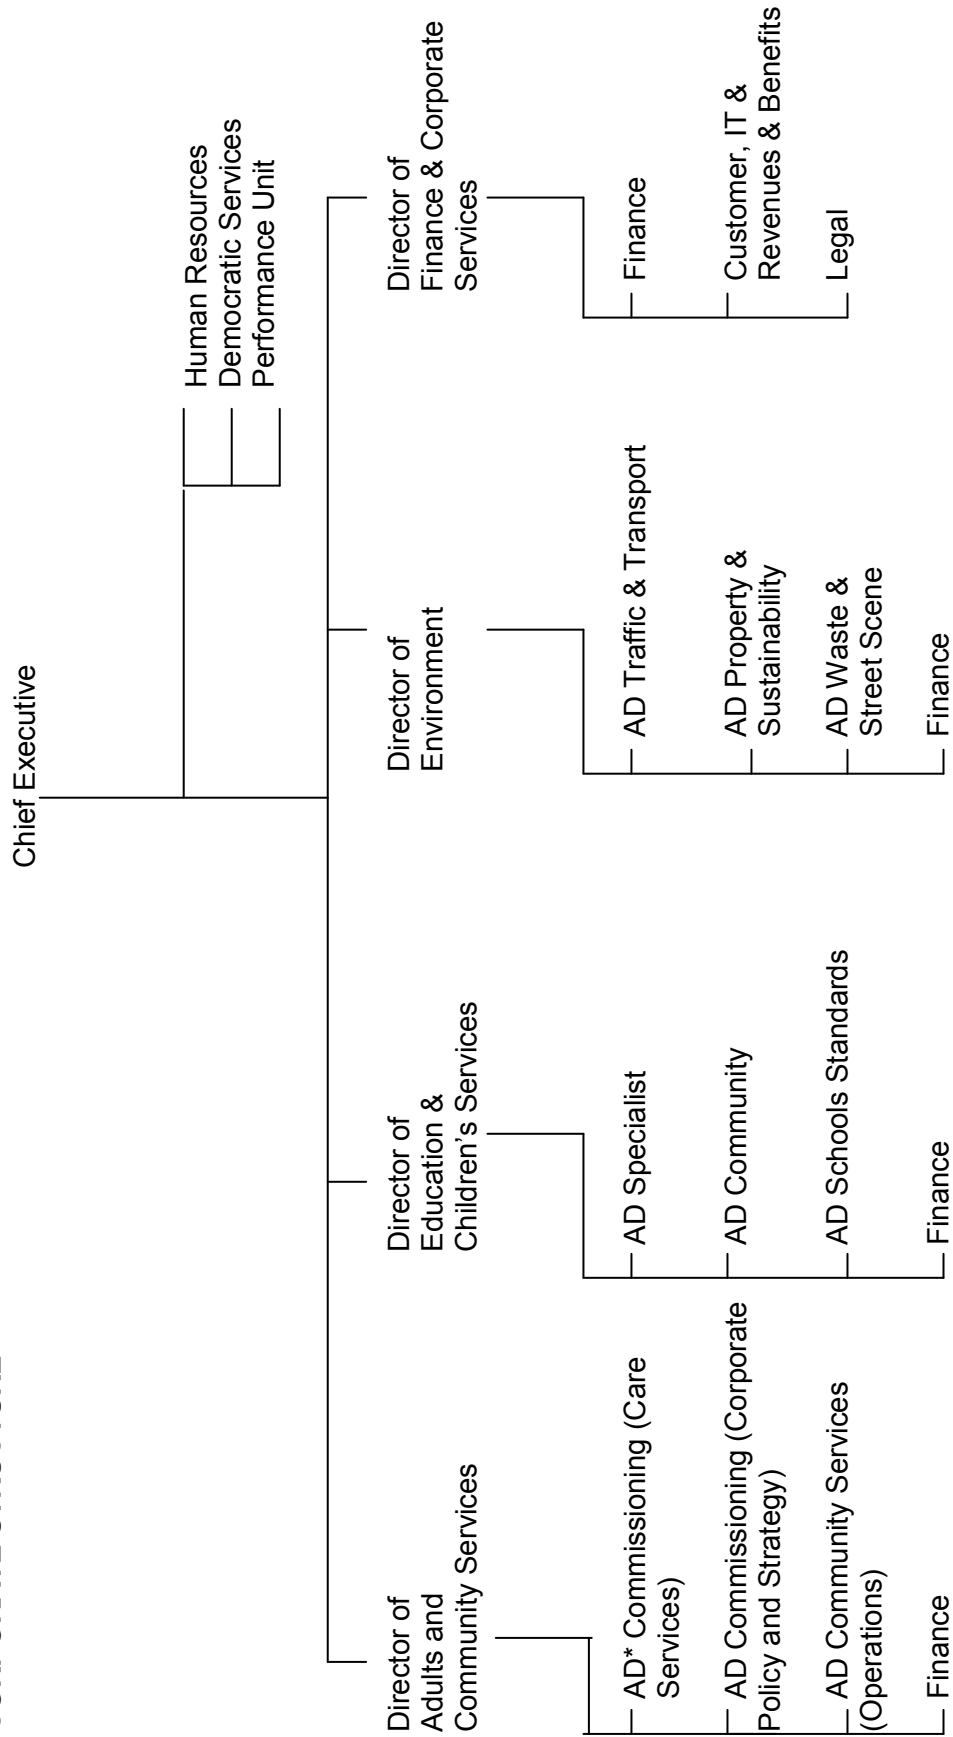 Chief Executive
Human Resources
Democratic Services
Performance Unit
Director of
Adults and
Community Services
AD* Commissioning (Care
Services)
AD Commissioning (Corporate
Policy and Strategy)
AD Community Services
(Operations)
Finance
Director of
Education &
Children’s Services
AD Specialist
AD Community
AD Schools Standards
Finance
Director of
Environment
AD Traffic & Transport
AD Property &
Sustainability
AD Waste &
Street Scene
Finance
Director of
Finance & Corporate
Services
Finance
Customer, IT &
Revenues & Benefits
Legal